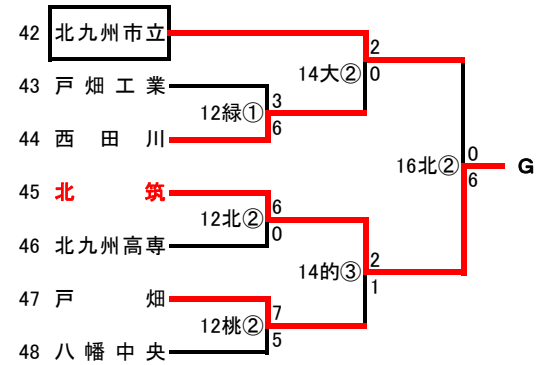 42 北九州市立
2
14大② 0
43 戸畑工業
3
12緑①
6
44 西田川
0
16北② G
6
45 北筑
6
12北②
0
46 北九州高専
2
14的③
1
47 戸畑
7
12桃②
5
48 八幡中央